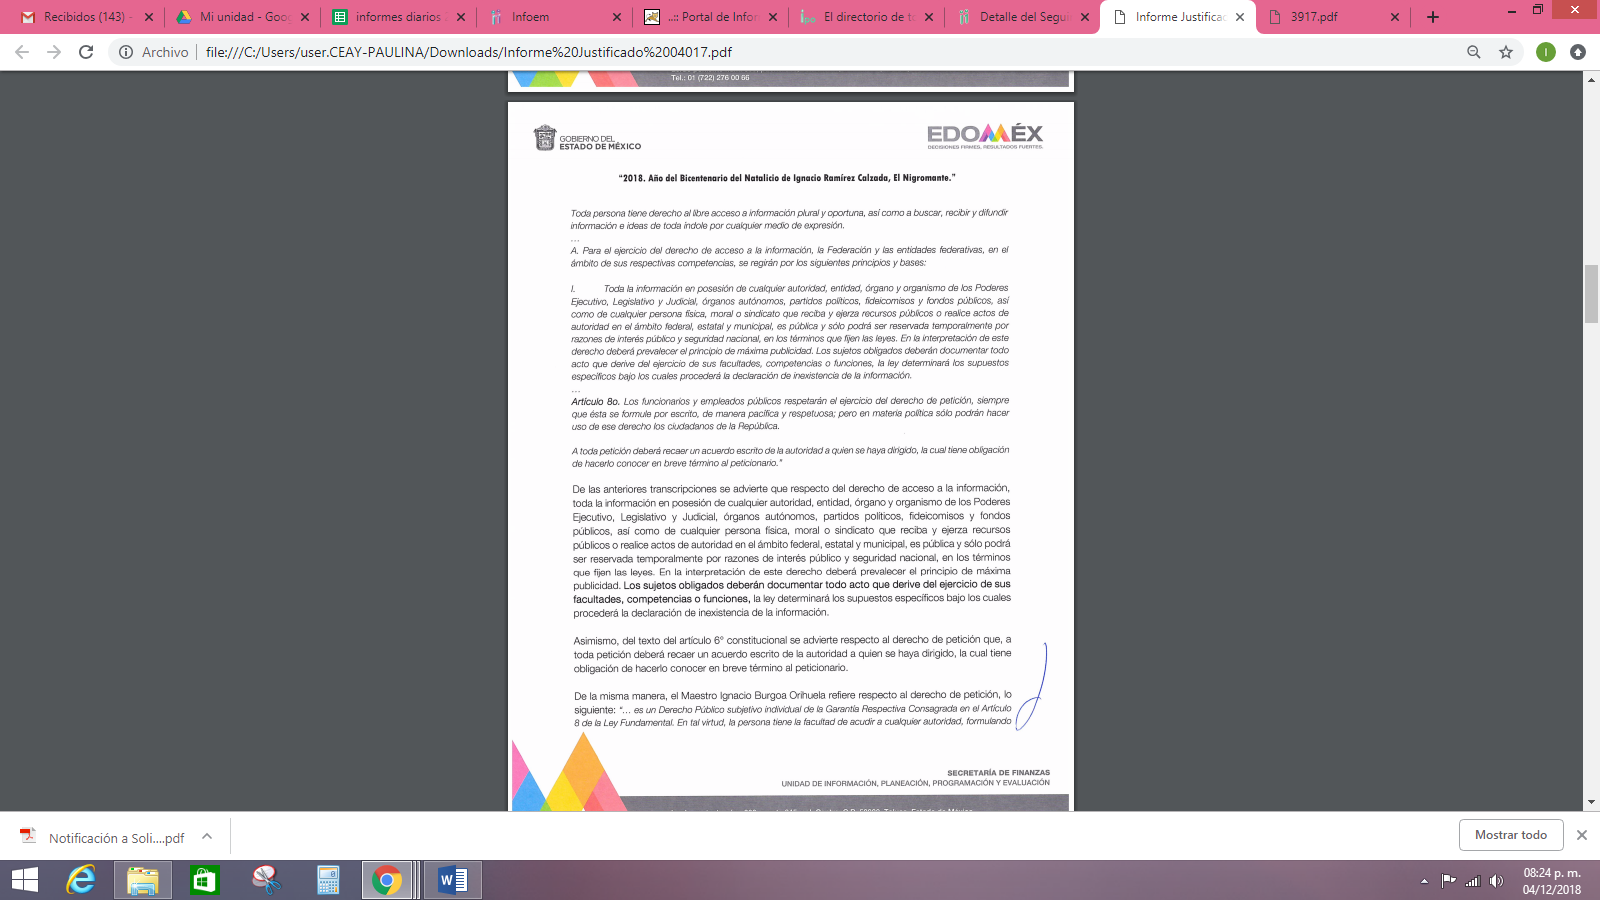 Recibidos (143) -
Mi unidad - Goo
informes diarios 2
Infoem
..:: Portal de Infor
El directorio de t
Detalle del Segui
Informe Justificad
3917.pdf
Archivo
file:///C:/Users/user.CEAY-PAULINA/Downloads/Informe%20Justificado%2004017.pdf
I
Tel.: 01 (722) 276 00 66
GOBIERNO DEL
ESTADO DE MÉXICO
EDOMÉX
DECISIONES FIRMES, RESULTADOS FUERTES.
"2018. Año del Bicentenario del Natalicio de Ignacio Ramírez Calzada, El Nigromante."
Toda persona tiene derecho al libre acceso a información plural y oportuna, así como a buscar, recibir y difundir
información e ideas de toda índole por cualquier medio de expresión.
...
A. Para el ejercicio del derecho de acceso a la información, la Federación y las entidades federativas, en el
ámbito de sus respectivas competencias, se regirán por los siguientes principios y bases:
I. Toda la información en posesión de cualquier autoridad, entidad, órgano y organismo de los Poderes
Ejecutivo, Legislativo y Judicial, órganos autónomos, partidos políticos, fideicomisos y fondos públicos, así
como de cualquier persona física, moral o sindicato que reciba y ejerza recursos públicos o realice actos de
autoridad en el ámbito federal, estatal y municipal, es pública y sólo podrá ser reservada temporalmente por
razones de interés público y seguridad nacional, en los términos que fijen las leyes. En la interpretación de este
derecho deberá prevalecer el principio de máxima publicidad. Los sujetos obligados deberán documentar todo
acto que derive del ejercicio de sus facultades, competencias o funciones, la ley determinará los supuestos
específicos bajo los cuales procederá la declaración de inexistencia de la información.
...
Artículo 8o. Los funcionarios y empleados públicos respetarán el ejercicio del derecho de petición, siempre
que ésta se formule por escrito, de manera pacífica y respetuosa; pero en materia política sólo podrán hacer
uso de ese derecho los ciudadanos de la República.
A toda petición deberá recaer un acuerdo escrito de la autoridad a quien se haya dirigido, la cual tiene obligación
de hacerlo conocer en breve término al peticionario."
De las anteriores transcripciones se advierte que respecto del derecho de acceso a la información,
toda la información en posesión de cualquier autoridad, entidad, órgano y organismo de los Poderes
Ejecutivo, Legislativo y Judicial, órganos autónomos, partidos políticos, fideicomisos y fondos
públicos, así como de cualquier persona física, moral o sindicato que reciba y ejerza recursos
públicos o realice actos de autoridad en el ámbito federal, estatal y municipal, es pública y sólo podrá
ser reservada temporalmente por razones de interés público y seguridad nacional, en los términos
que fijen las leyes. En la interpretación de este derecho deberá prevalecer el principio de máxima
publicidad. Los sujetos obligados deberán documentar todo acto que derive del ejercicio de sus
facultades, competencias o funciones, la ley determinará los supuestos específicos bajo los cuales
procederá la declaración de inexistencia de la información.
Asimismo, del texto del artículo 6° constitucional se advierte respecto al derecho de petición que, a
toda petición deberá recaer un acuerdo escrito de la autoridad a quien se haya dirigido, la cual tiene
obligación de hacerlo conocer en breve término al peticionario.
De la misma manera, el Maestro Ignacio Burgoa Orihuela refiere respecto al derecho de petición, lo
siguiente: "... es un Derecho Público subjetivo individual de la Garantía Respectiva Consagrada en el Artículo
8 de la Ley Fundamental. En tal virtud, la persona tiene la facultad de acudir a cualquier autoridad, formulando
SECRETARÍA DE FINANZAS
UNIDAD DE INFORMACIÓN, PLANEACIÓN, PROGRAMACIÓN Y EVALUACIÓN
Notificación a Soli....pdf
Mostrar todo
08:24 p. m.
04/12/2018